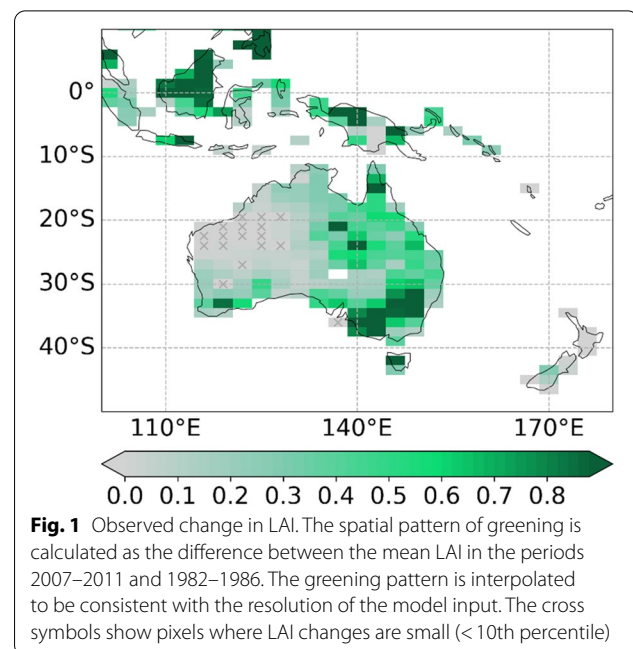 0°
10°S
20°S
30°S
40°S
110°E 140°E 170°E
0.0 0.1 0.2 0.3 0.4 0.5 0.6 0.7 0.8
Fig. 1 Observed change in LAI. The spatial pattern of greening is
calculated as the difference between the mean LAI in the periods
2007–2011 and 1982–1986. The greening pattern is interpolated
to be consistent with the resolution of the model input. The cross
symbols show pixels where LAI changes are small (< 10th percentile)